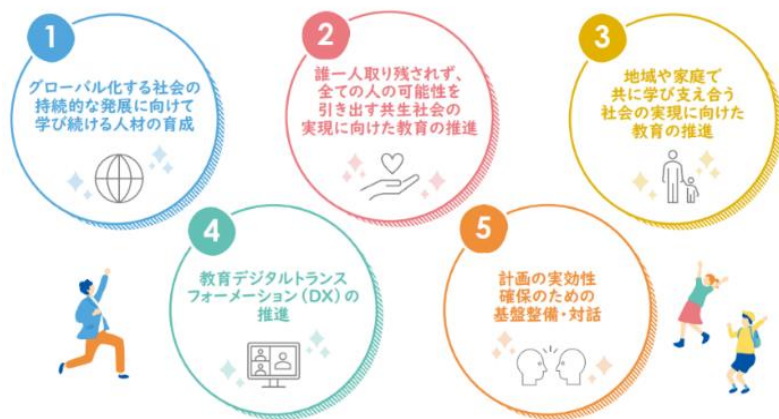 1
グローバル化する社会の
持続的な発展に向けて
学び続ける人材の育成
2
誰一人取り残されず、
全ての人の可能性を
引き出す共生社会の
実現に向けた教育の推進
3
地域や家庭で
共に学び支え合う
社会の実現に向けた
教育の推進
4
教育デジタルトランス
フォーメーション(DX)の
推進
5
計画の実効性
確保のための
基盤整備・対話